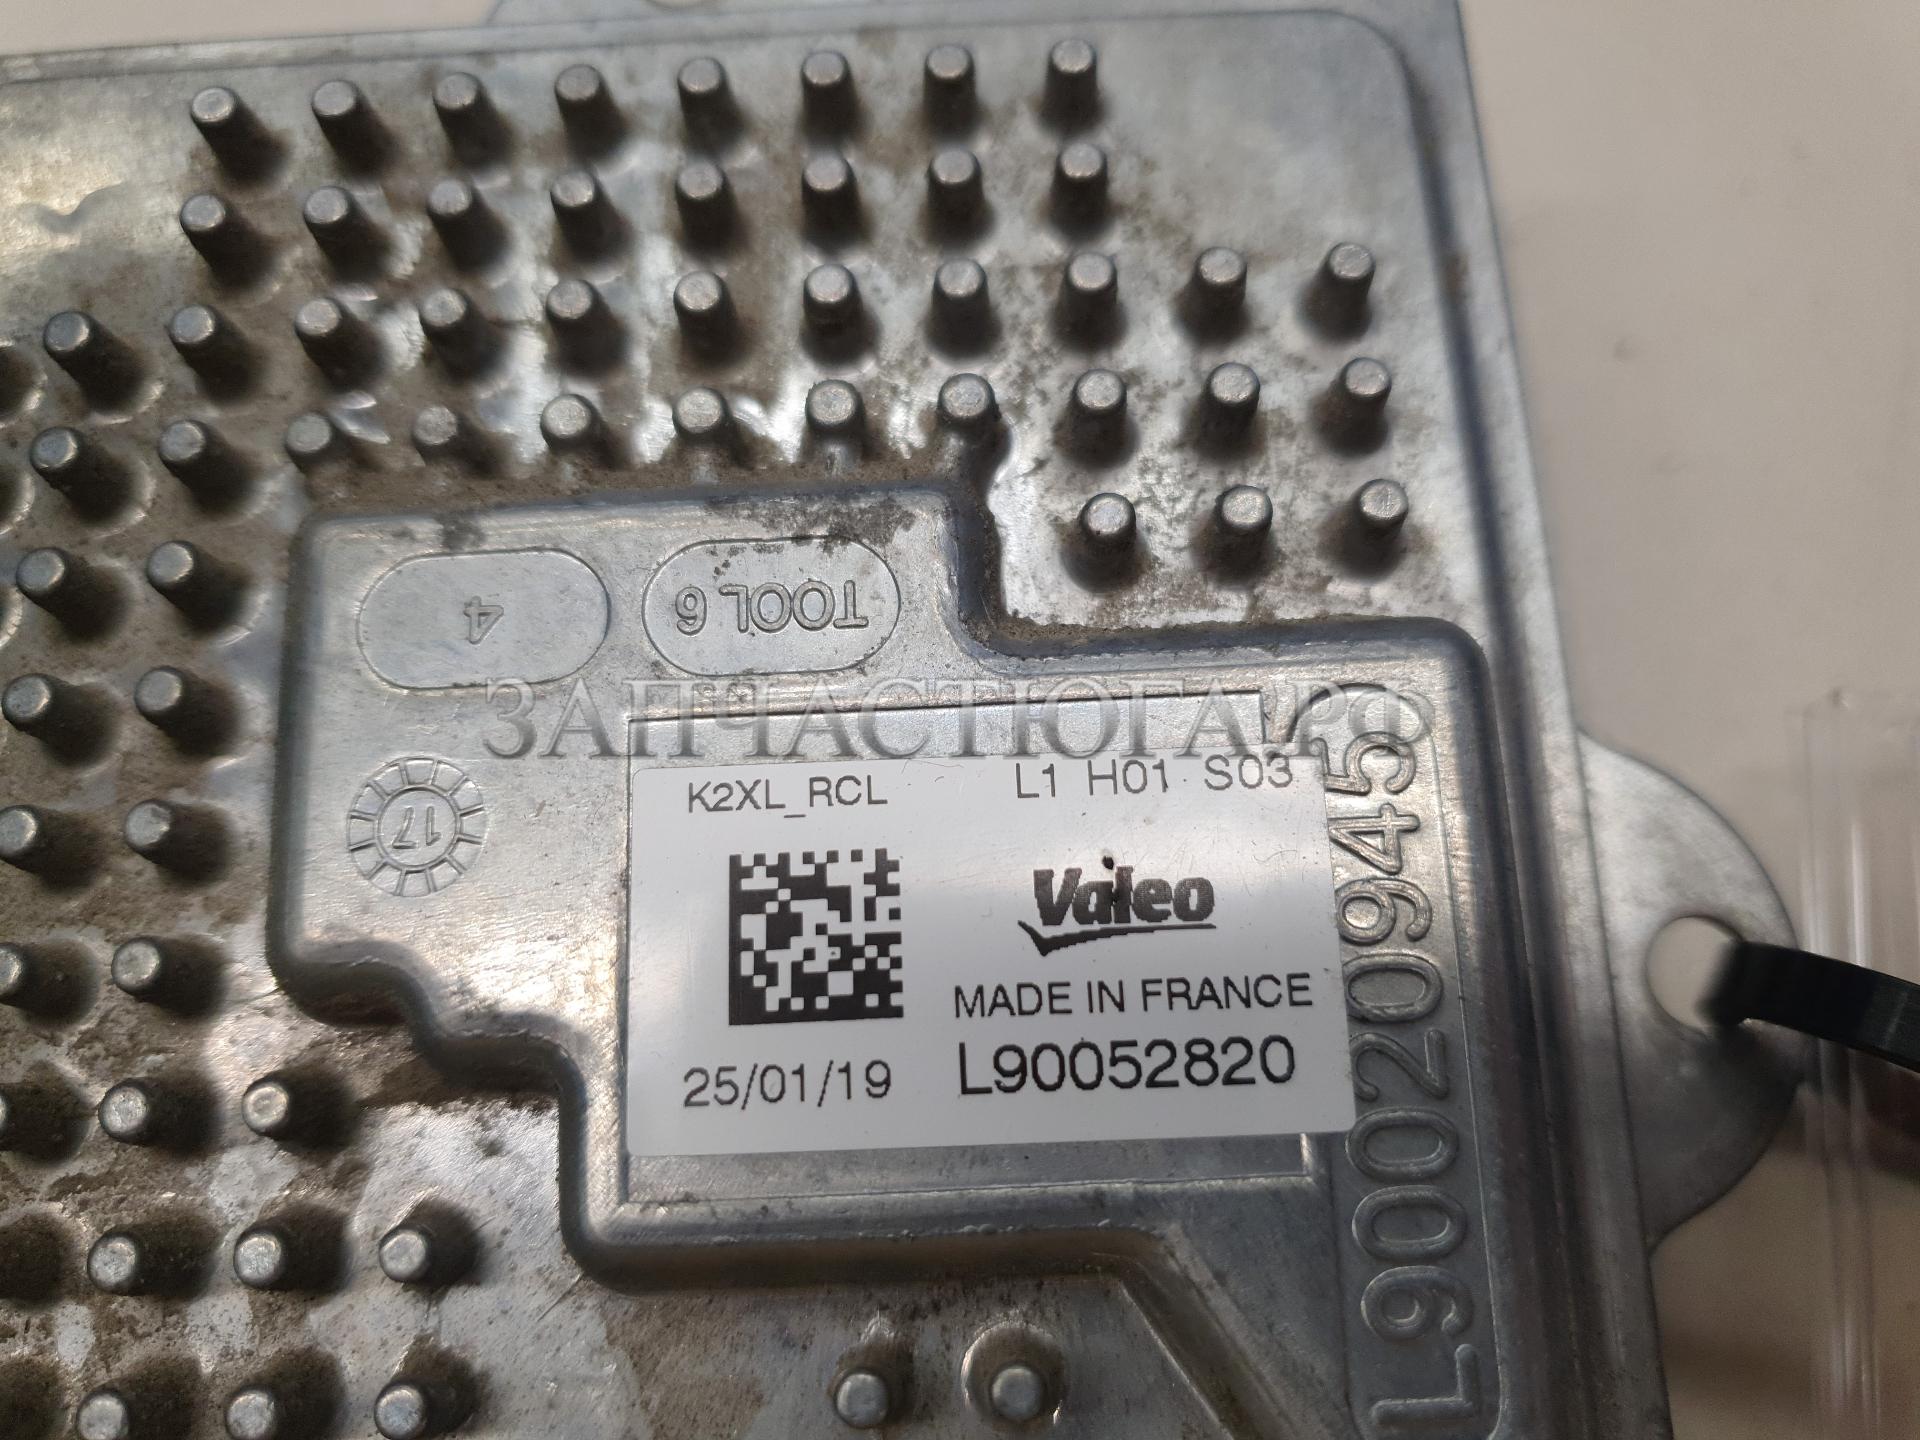 4
TOOL 6
ЗАПЧАСТЮГА.РФ
17
K2XL_RCL L1 H01 S03
Valeo
MADE IN FRANCE
25/01/19 L90052820
L90020945